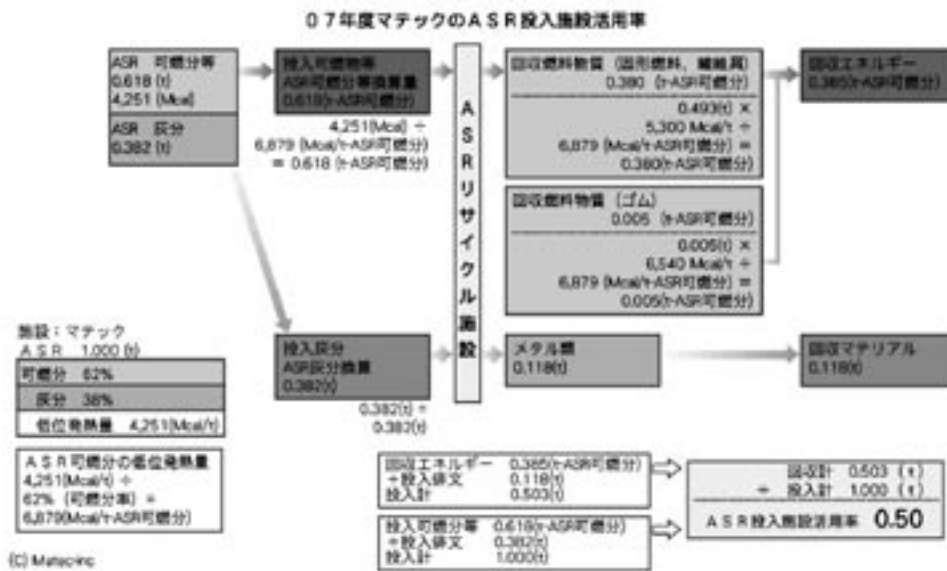 07年度マテックのASR投入施設活用率
ASR 可燃分等
0.618 (t)
4,251 (Mcal)
ASR 灰分
0.382 (t)
投入可燃物等
ASR可燃分等換算量
0.618(t-ASR可燃分)
4,251(Mcal) ÷
6,879 (Mcal/t-ASR可燃分)
= 0.618 (t-ASR可燃分)
ASRリサイクル施設
回収燃料物質 (固形燃料, 繊維屑)
0.380 (t-ASR可燃分)
0.493(t) ×
5,300 Mcal/t ÷
6,879 (Mcal/t-ASR可燃分) =
0.380(t-ASR可燃分)
回収燃料物質 (ゴム)
0.005 (t-ASR可燃分)
0.005(t) ×
6,540 Mcal/t ÷
6,879 (Mcal/t-ASR可燃分) =
0.005(t-ASR可燃分)
回収エネルギー
0.385(t-ASR可燃分)
投入灰分
ASR灰分換算
0.382(t)
0.382(t) =
0.382(t)
メタル類
0.118(t)
回収マテリアル
0.118(t)
施設:マテック
ASR 1.000 (t)
可燃分 62%
灰分 38%
低位発熱量 4,251(Mcal/t)
ASR可燃分の低位発熱量
4,251(Mcal/t) ÷
62% (可燃分率) =
6,879(Mcal/t-ASR可燃分)
回収エネルギー 0.385(t-ASR可燃分)
0.118(t)
投入計 0.503(t)
投入可燃分等 0.618(t-ASR可燃分)
0.382(t)
投入計 1.000(t)
回収計 0.503 (t)
÷ 投入計 1.000 (t)
ASR投入施設活用率 0.50
(C) Matec-inc